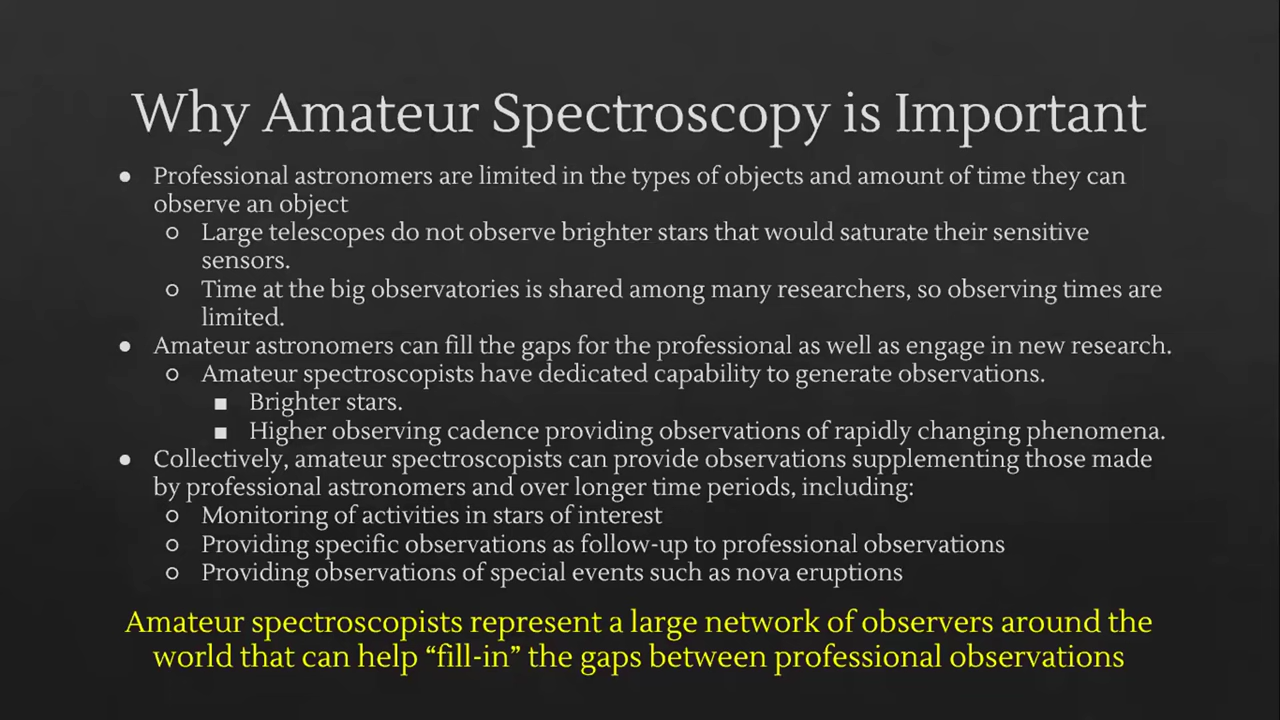 Why Amateur Spectroscopy is Important
● Professional astronomers are limited in the types of objects and amount of time they can
observe an object
○ Large telescopes do not observe brighter stars that would saturate their sensitive
sensors.
○ Time at the big observatories is shared among many researchers, so observing times are
limited.
● Amateur astronomers can fill the gaps for the professional as well as engage in new research.
○ Amateur spectroscopists have dedicated capability to generate observations.
■ Brighter stars.
■ Higher observing cadence providing observations of rapidly changing phenomena.
● Collectively, amateur spectroscopists can provide observations supplementing those made
by professional astronomers and over longer time periods, including:
○ Monitoring of activities in stars of interest
○ Providing specific observations as follow-up to professional observations
○ Providing observations of special events such as nova eruptions
Amateur spectroscopists represent a large network of observers around the
world that can help “fill-in” the gaps between professional observations